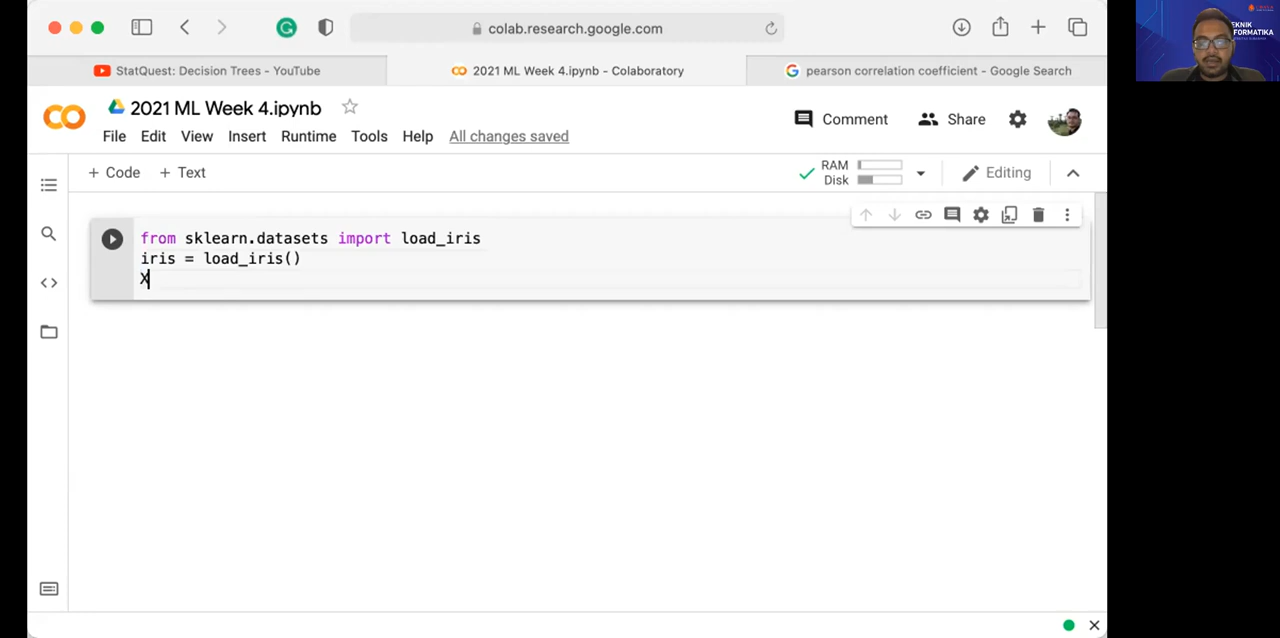 colab.research.google.com
StatQuest: Decision Trees - YouTube
2021 ML Week 4.ipynb - Colaboratory
pearson correlation coefficient - Google Search
2021 ML Week 4.ipynb
File Edit View Insert Runtime Tools Help All changes saved
Comment
Share
+ Code + Text
RAM
Disk
Editing
from sklearn.datasets import load_iris
iris = load_iris()
X